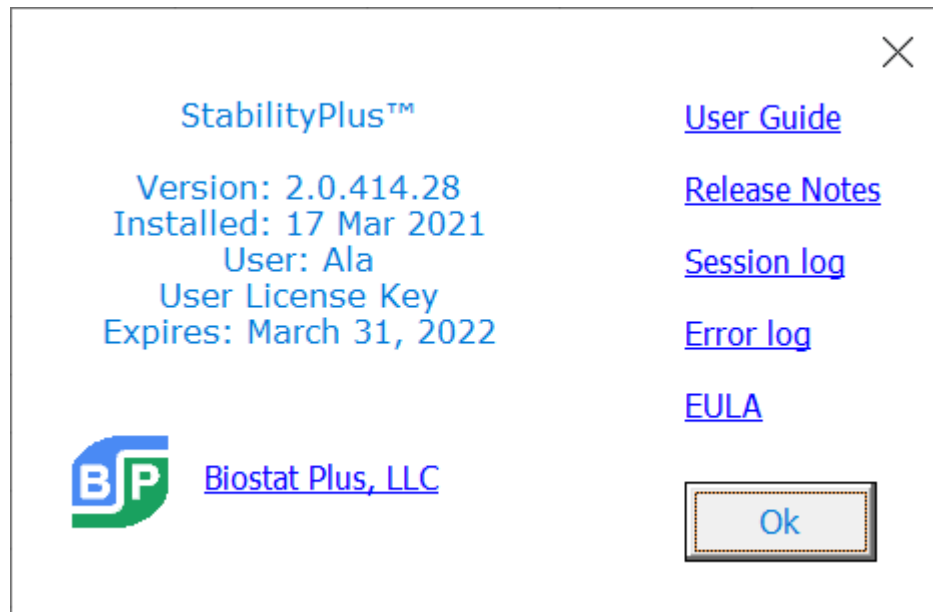 StabilityPlus™
Version: 2.0.414.28
Installed: 17 Mar 2021
User: Ala
User License Key
Expires: March 31, 2022
User Guide
Release Notes
Session log
Error log
EULA
BP
Biostat Plus, LLC
Ok